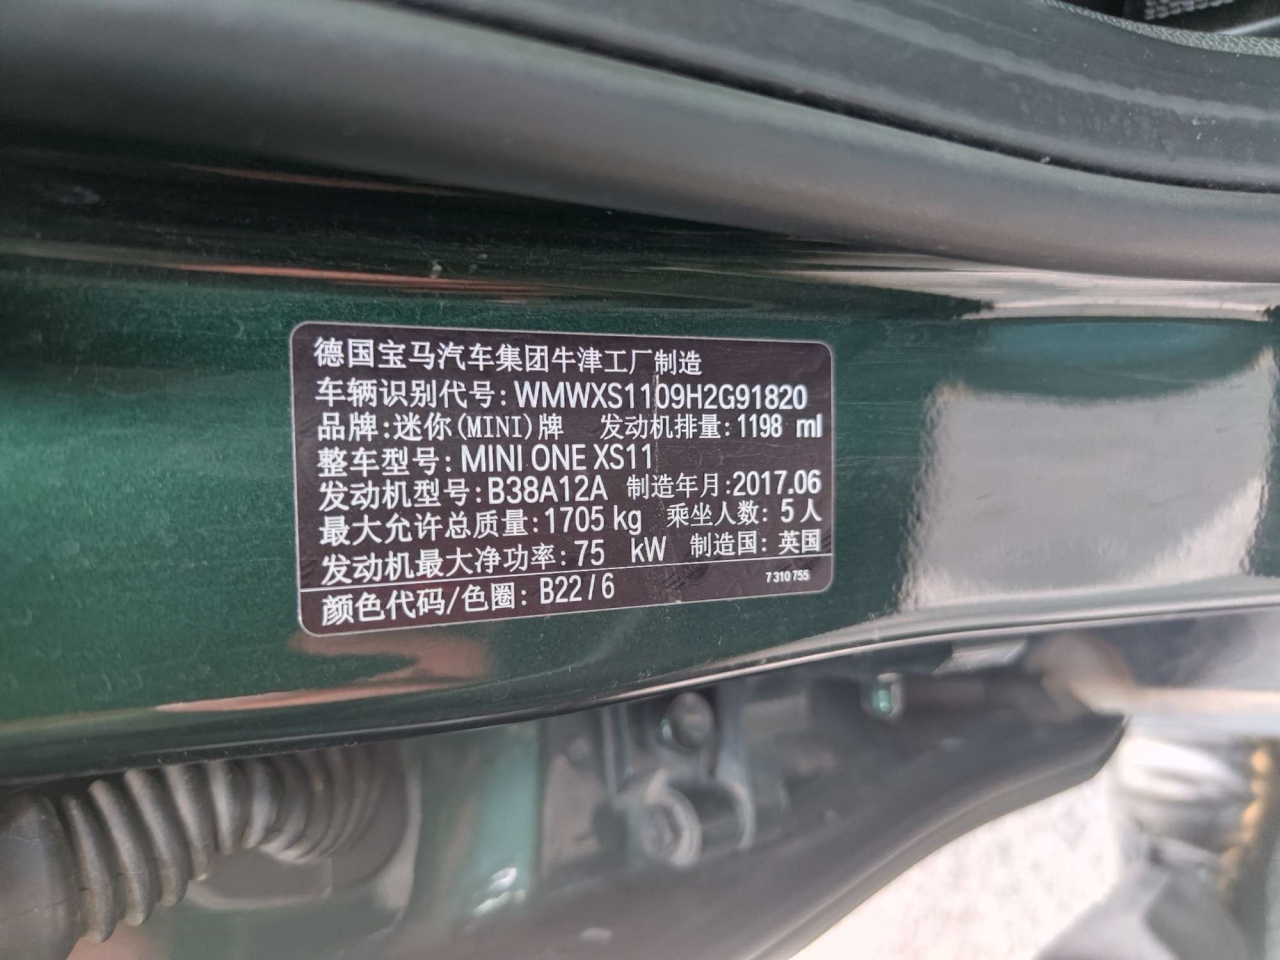 德国宝马汽车集团牛津工厂制造
车辆识别代号: WMWXS1109H2G91820
品牌:迷你(MINI)牌 发动机排量: 1198 ml
整车型号: MINI ONE XS11
发动机型号: B38A12A 制造年月: 2017.06
最大允许总质量: 1705 kg 乘坐人数: 5 人
发动机最大净功率: 75 kW 制造国: 英国
颜色代码/色圈: B22/6 7 310 755